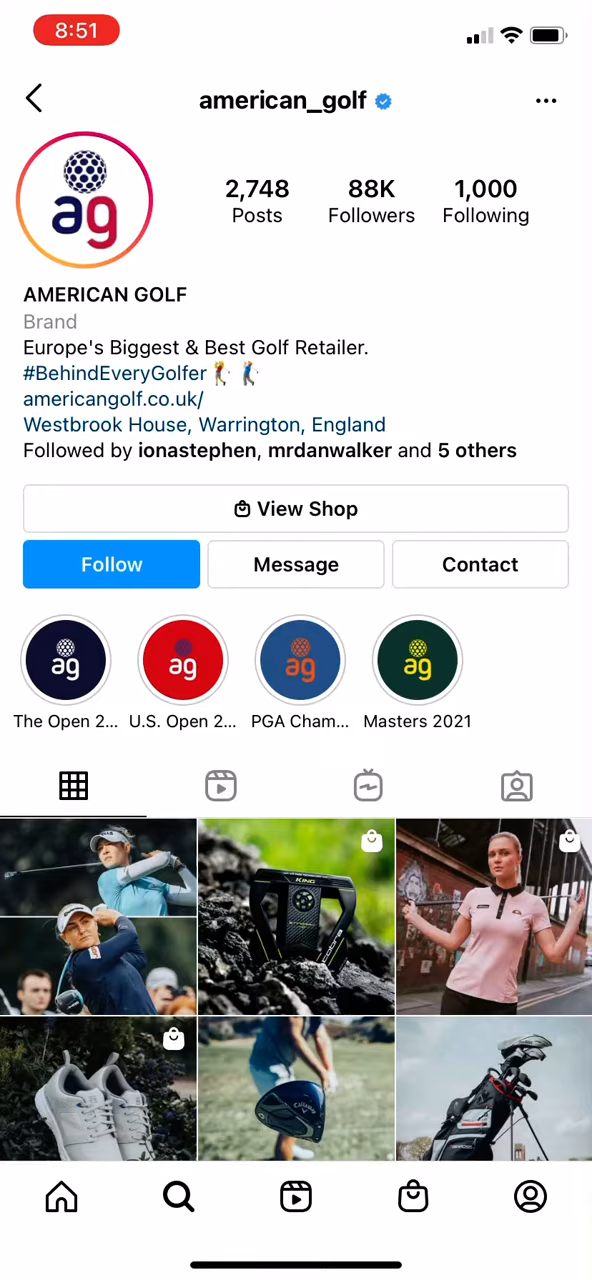 8:51
american_golf
ag
2,748 88K 1,000
Posts Followers Following
AMERICAN GOLF
Brand
Europe's Biggest & Best Golf Retailer.
#BehindEveryGolfer
americangolf.co.uk/
Westbrook House, Warrington, England
Followed by ionastephen, mrdanwalker and 5 others
View Shop
Follow Message Contact
ag ag ag ag
The Open 2... U.S. Open 2... PGA Cham... Masters 2021
KING
cobra
Callaway